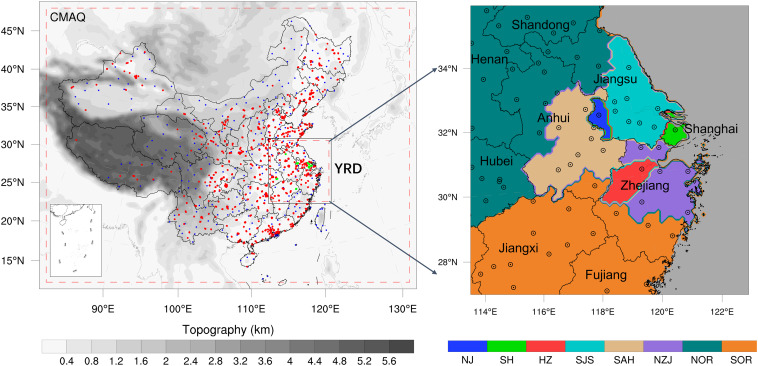 CMAQ
45°N
40°N
35°N
30°N
25°N
20°N
15°N
YRD
90°E
100°E
110°E
120°E
130°E
Topography (km)
0.4 0.8 1.2 1.6 2 2.4 2.8 3.2 3.6 4 4.4 4.8 5.2 5.6
34°N
32°N
30°N
28°N
Shandong
Henan
Jiangsu
Anhui
Shanghai
Hubei
Zhejiang
Jiangxi
Fujiang
114°E 116°E 118°E 120°E 122°E
NJ SH HZ SJS SAH NZJ NOR SOR